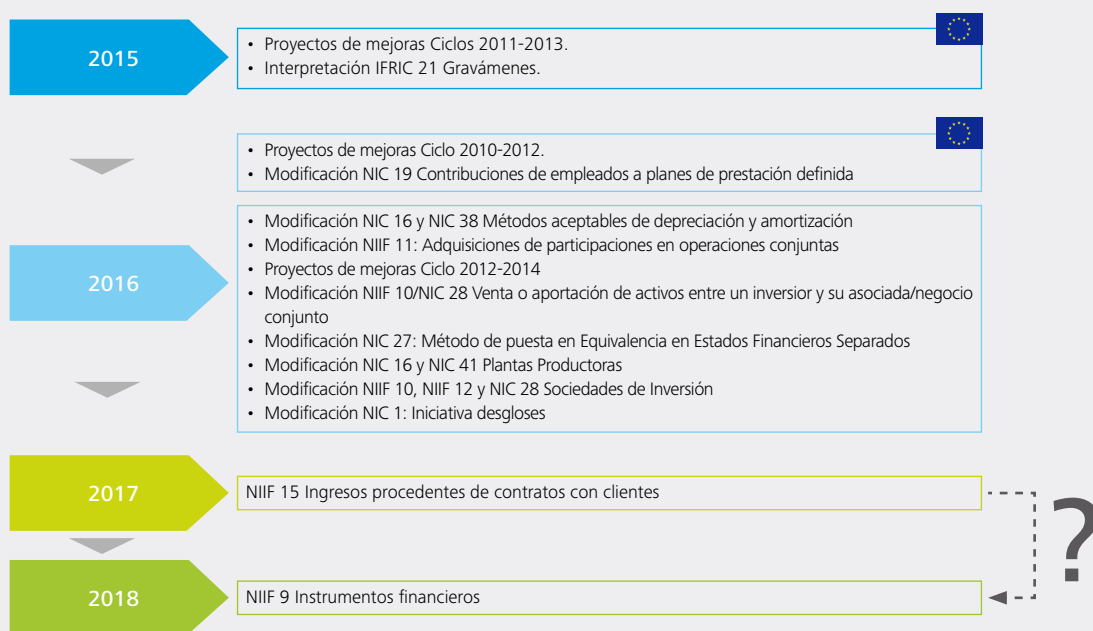 2015
• Proyectos de mejoras Ciclos 2011-2013.
• Interpretación IFRIC 21 Gravámenes.
• Proyectos de mejoras Ciclo 2010-2012.
• Modificación NIC 19 Contribuciones de empleados a planes de prestación definida
2016
• Modificación NIC 16 y NIC 38 Métodos aceptables de depreciación y amortización
• Modificación NIIF 11: Adquisiciones de participaciones en operaciones conjuntas
• Proyectos de mejoras Ciclo 2012-2014
• Modificación NIIF 10/NIC 28 Venta o aportación de activos entre un inversior y su asociada/negocio
conjunto
• Modificación NIC 27: Método de puesta en Equivalencia en Estados Financieros Separados
• Modificación NIC 16 y NIC 41 Plantas Productoras
• Modificación NIIF 10, NIIF 12 y NIC 28 Sociedades de Inversión
• Modificación NIC 1: Iniciativa desgloses
2017
NIIF 15 Ingresos procedentes de contratos con clientes
?
2018
NIIF 9 Instrumentos financieros